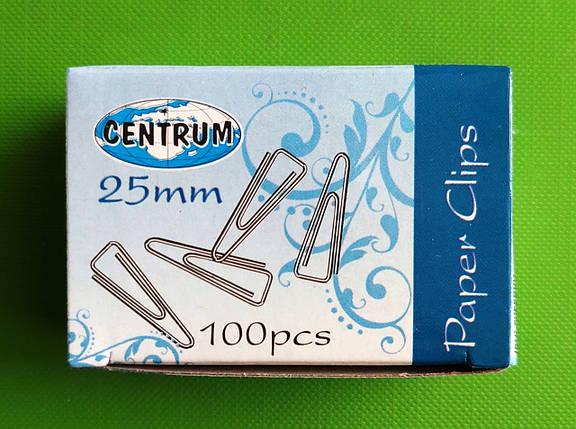 CENTRUM
25mm
100pcs
Paper Clips